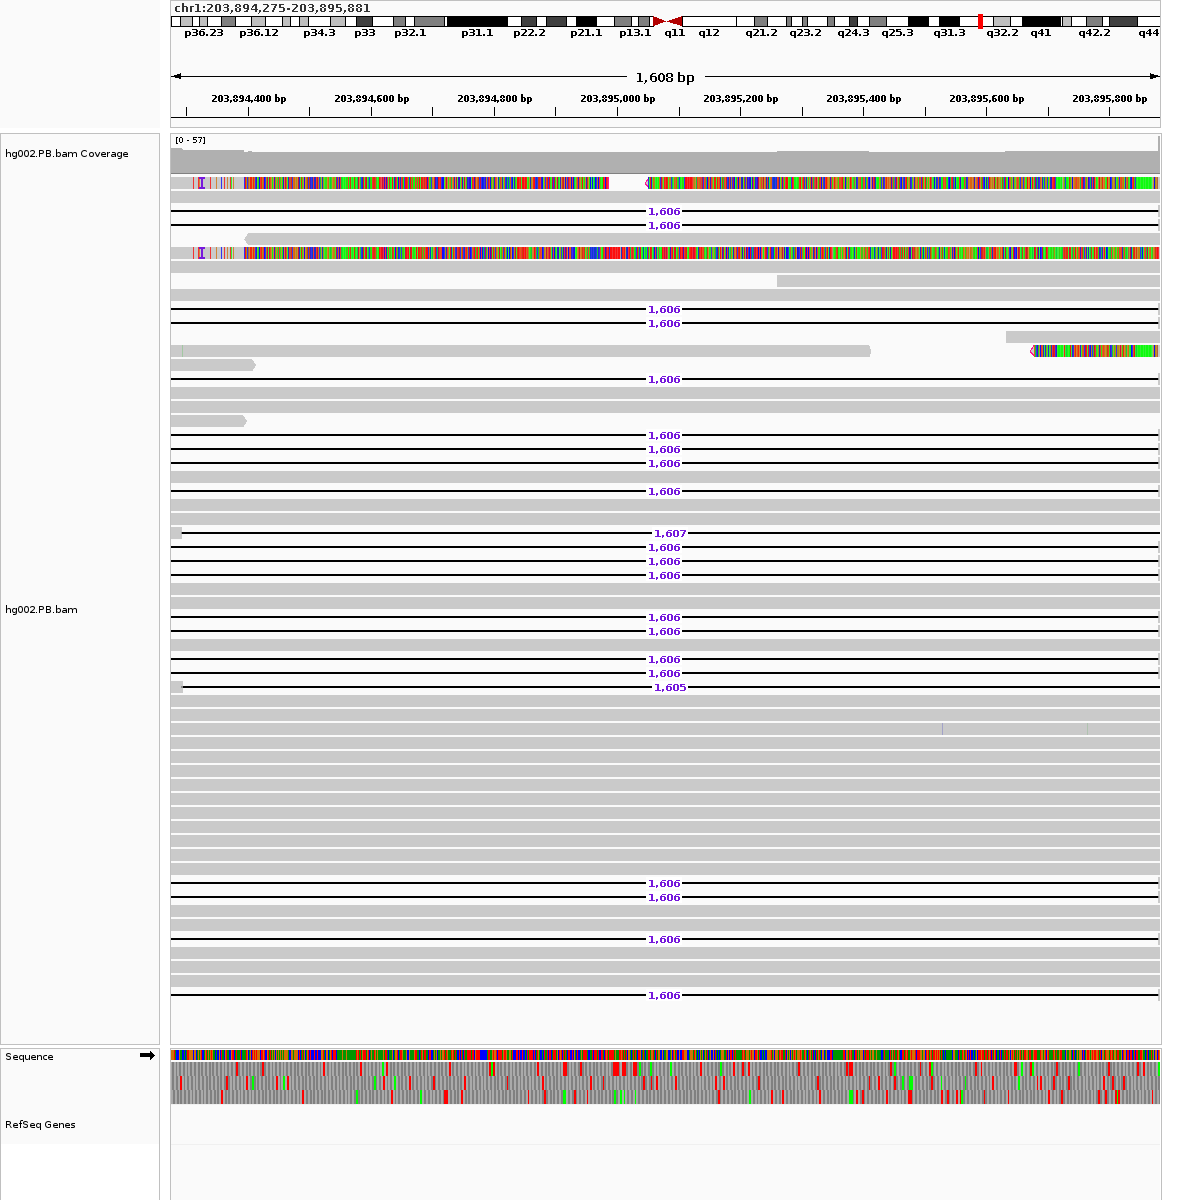 chr1:203,894,275-203,895,881
p36.23 p36.12 p34.3 p33 p32.1 p31.1 p22.2 p21.1 p13.1 q11 q12 q21.2 q23.2 q24.3 q25.3 q31.3 q32.2 q41 q42.2 q44
1,608 bp
203,894,400 bp 203,894,600 bp 203,894,800 bp 203,895,000 bp 203,895,200 bp 203,895,400 bp 203,895,600 bp 203,895,800 bp
[0 - 57]
hg002.PB.bam Coverage
1,606
1,606
1,606
1,606
1,606
1,606
1,606
1,606
1,606
1,607
1,606
1,606
1,606
hg002.PB.bam
1,606
1,606
1,606
1,606
1,605
1,606
1,606
1,606
1,606
Sequence
RefSeq Genes